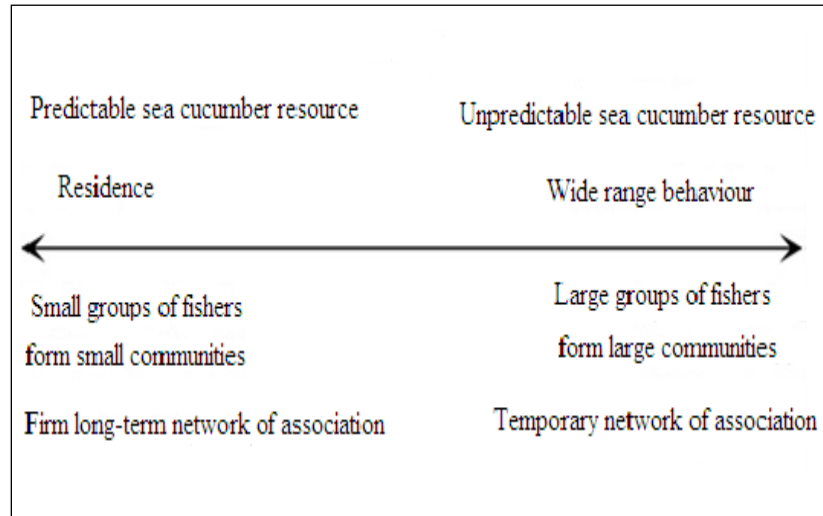 Predictable sea cucumber resource
Unpredictable sea cucumber resource
Residence
Wide range behaviour
Small groups of fishers
form small communities
Large groups of fishers
form large communities
Firm long-term network of association
Temporary network of association